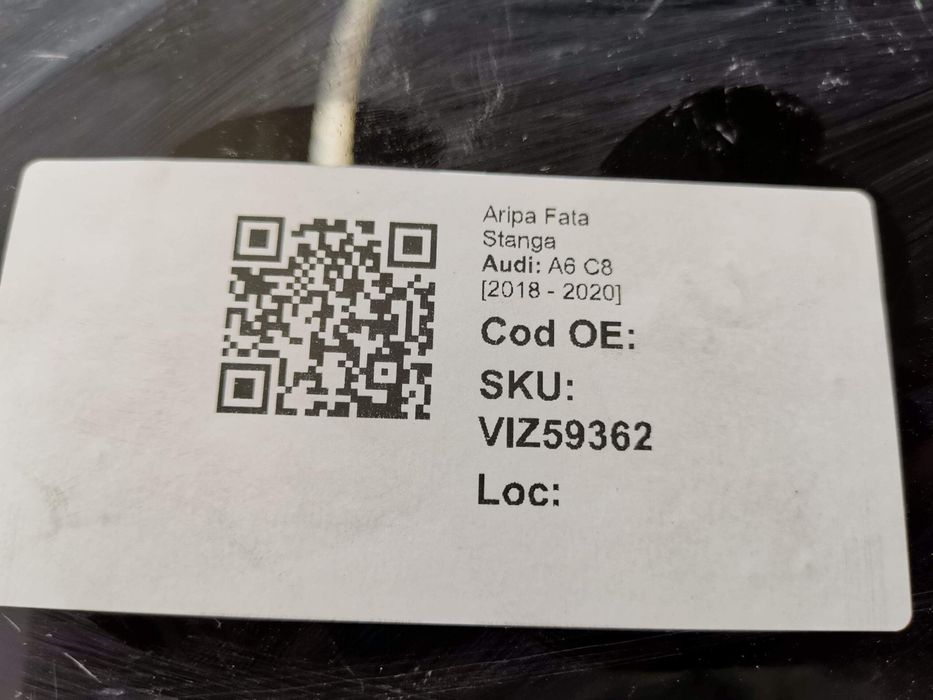 Aripa Fata
Stanga
Audi: A6 C8
[2018 - 2020]
Cod OE:
SKU:
VIZ59362
Loc: